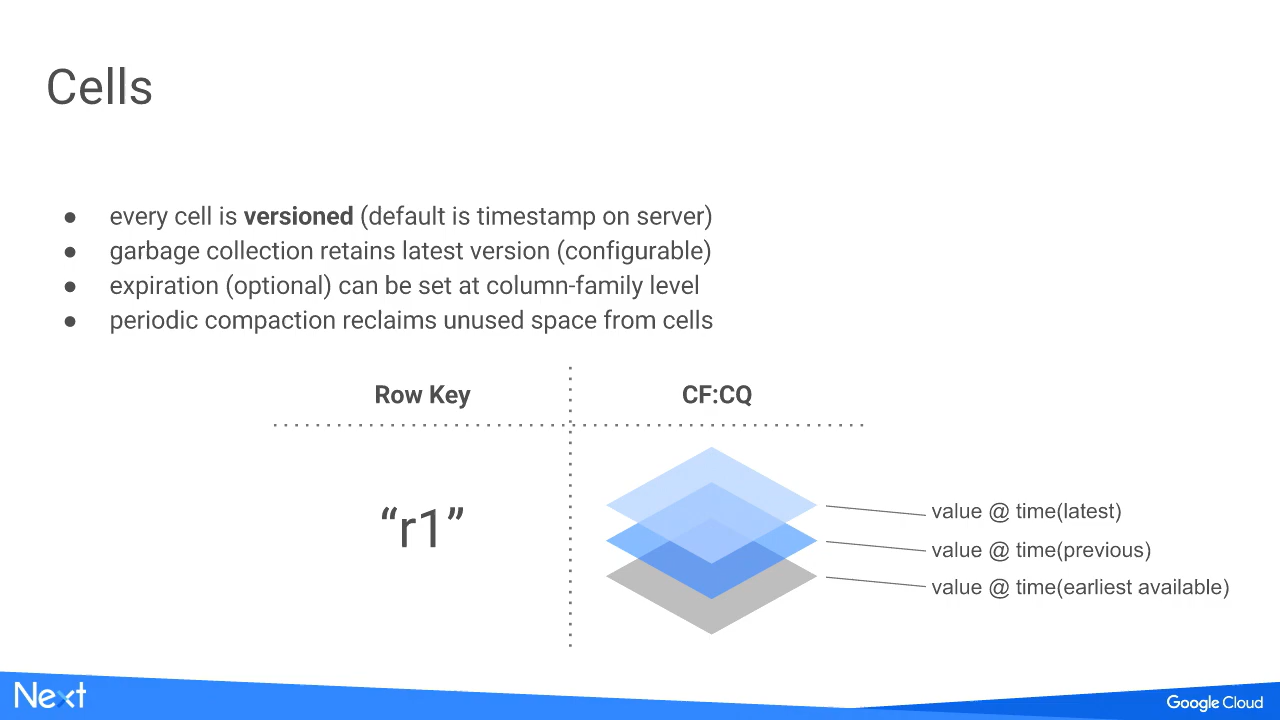 Cells
● every cell is versioned (default is timestamp on server)
● garbage collection retains latest version (configurable)
● expiration (optional) can be set at column-family level
● periodic compaction reclaims unused space from cells
Row Key
CF:CQ
“r1”
value @ time(latest)
value @ time(previous)
value @ time(earliest available)
Next
Google Cloud